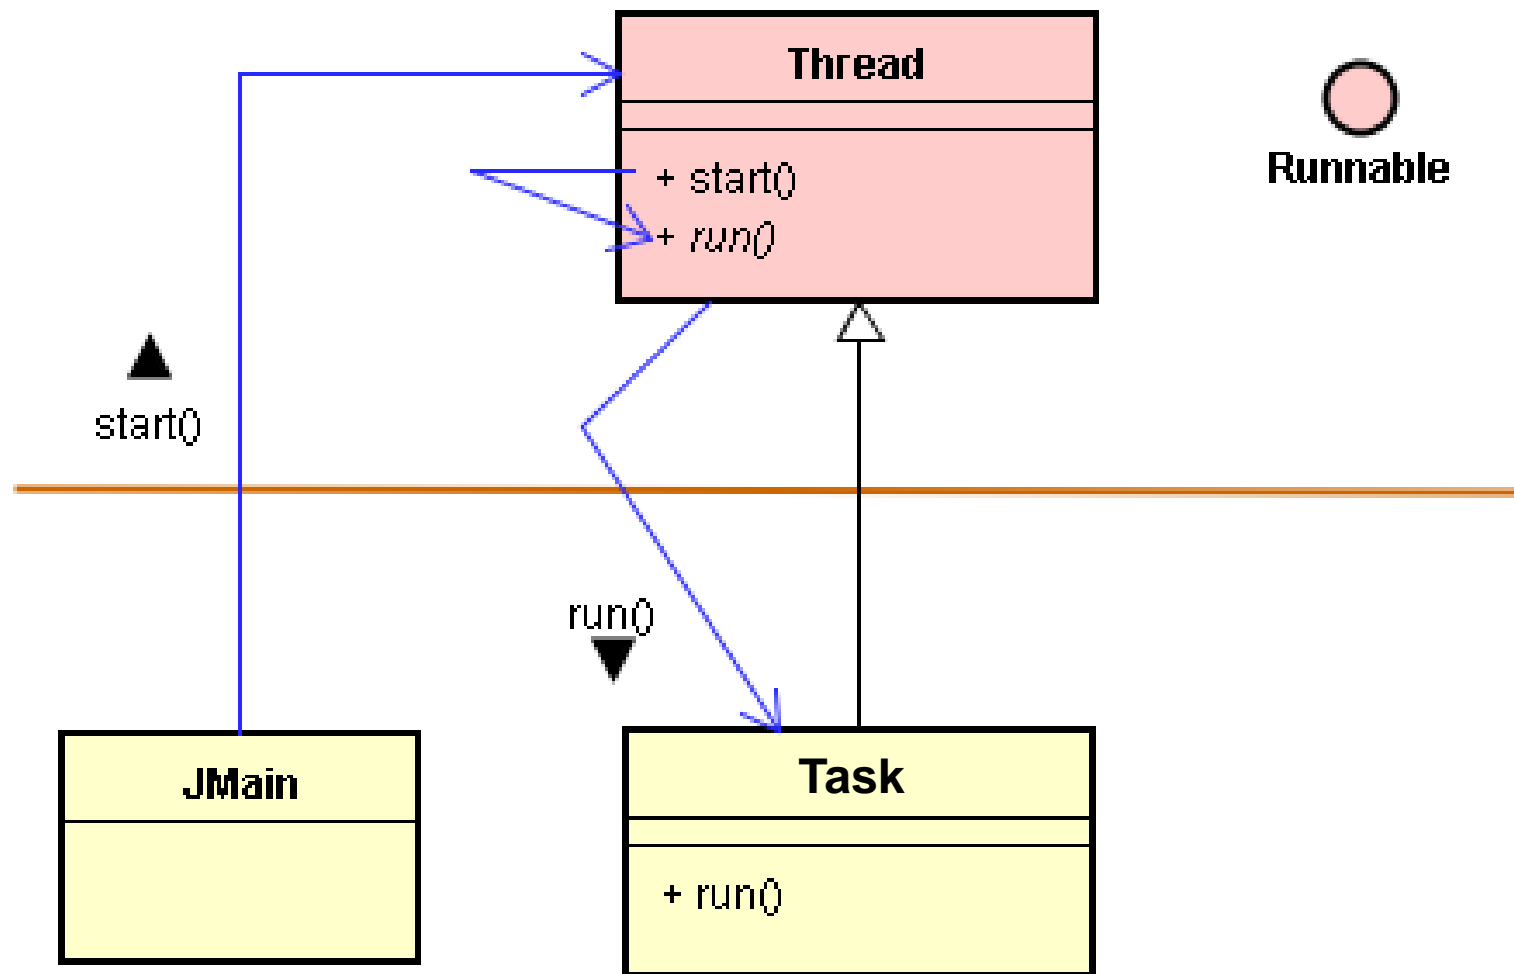 Thread
+ start()
+ run()
Runnable
start()
run()
JMain
Task
+ run()